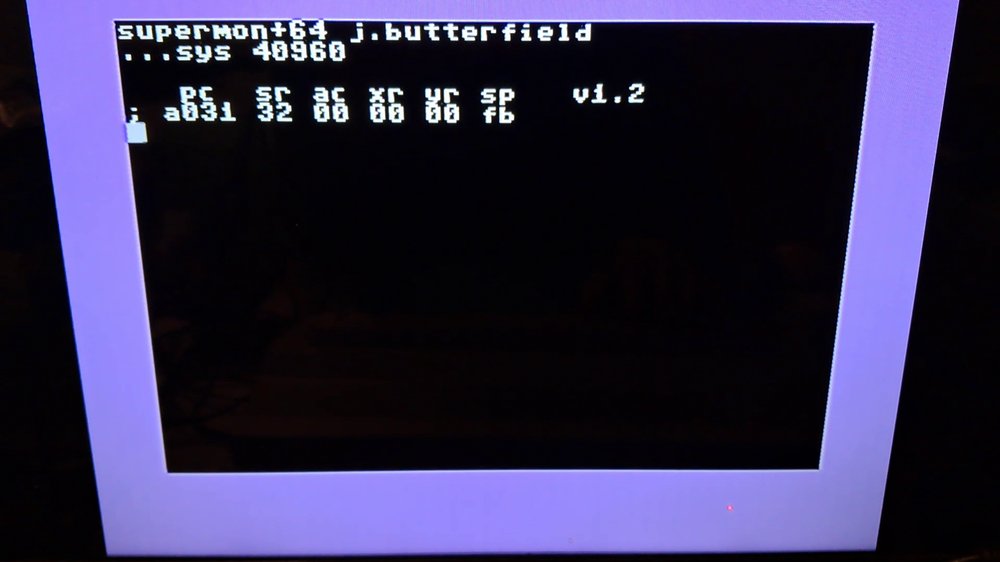 supermon+64 j.butterfield
...sys 40960
pc sr ac xr yr sp v1.2
; a031 32 00 00 00 fb